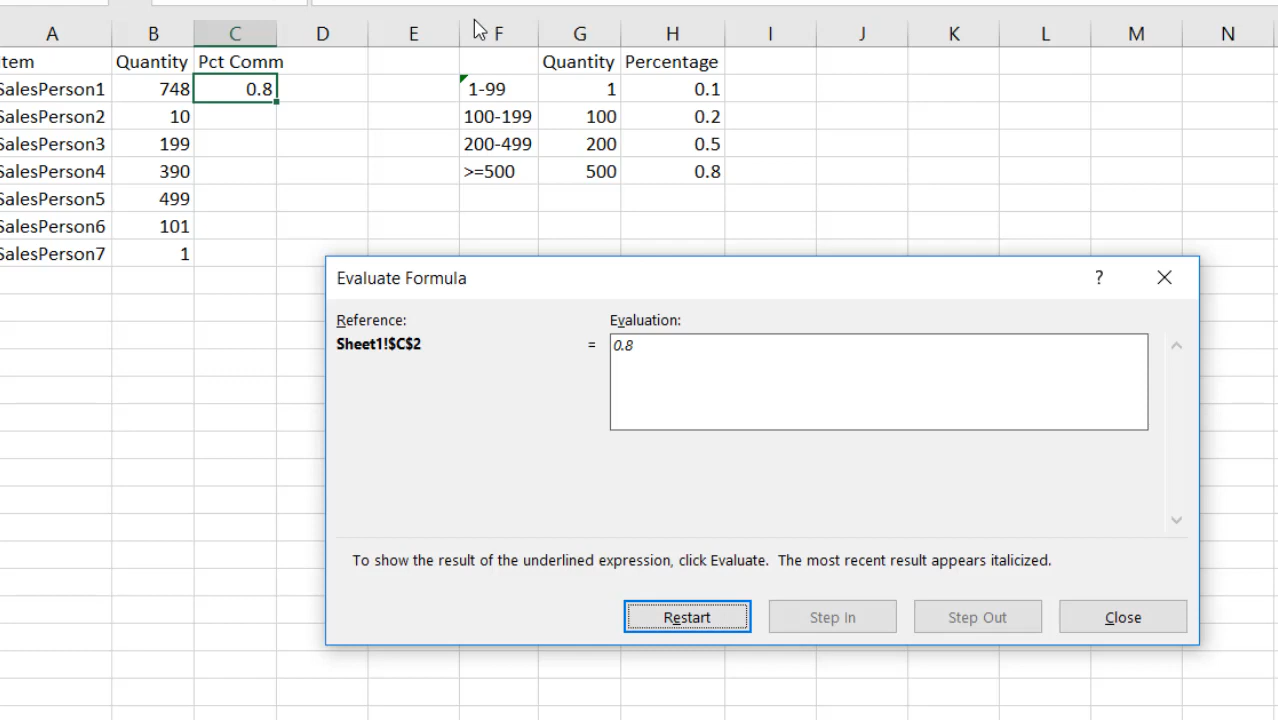 A B C D E F G H I J K L M N
tem Quantity Pct Comm Quantity Percentage
SalesPerson1 748 0.8 1-99 1 0.1
SalesPerson2 10 100-199 100 0.2
SalesPerson3 199 200-499 200 0.5
SalesPerson4 390 >=500 500 0.8
SalesPerson5 499
SalesPerson6 101
SalesPerson7 1
Evaluate Formula ?
Reference: Evaluation:
Sheet1!$C$2 = 0.8
To show the result of the underlined expression, click Evaluate. The most recent result appears italicized.
Restart Step In Step Out Close